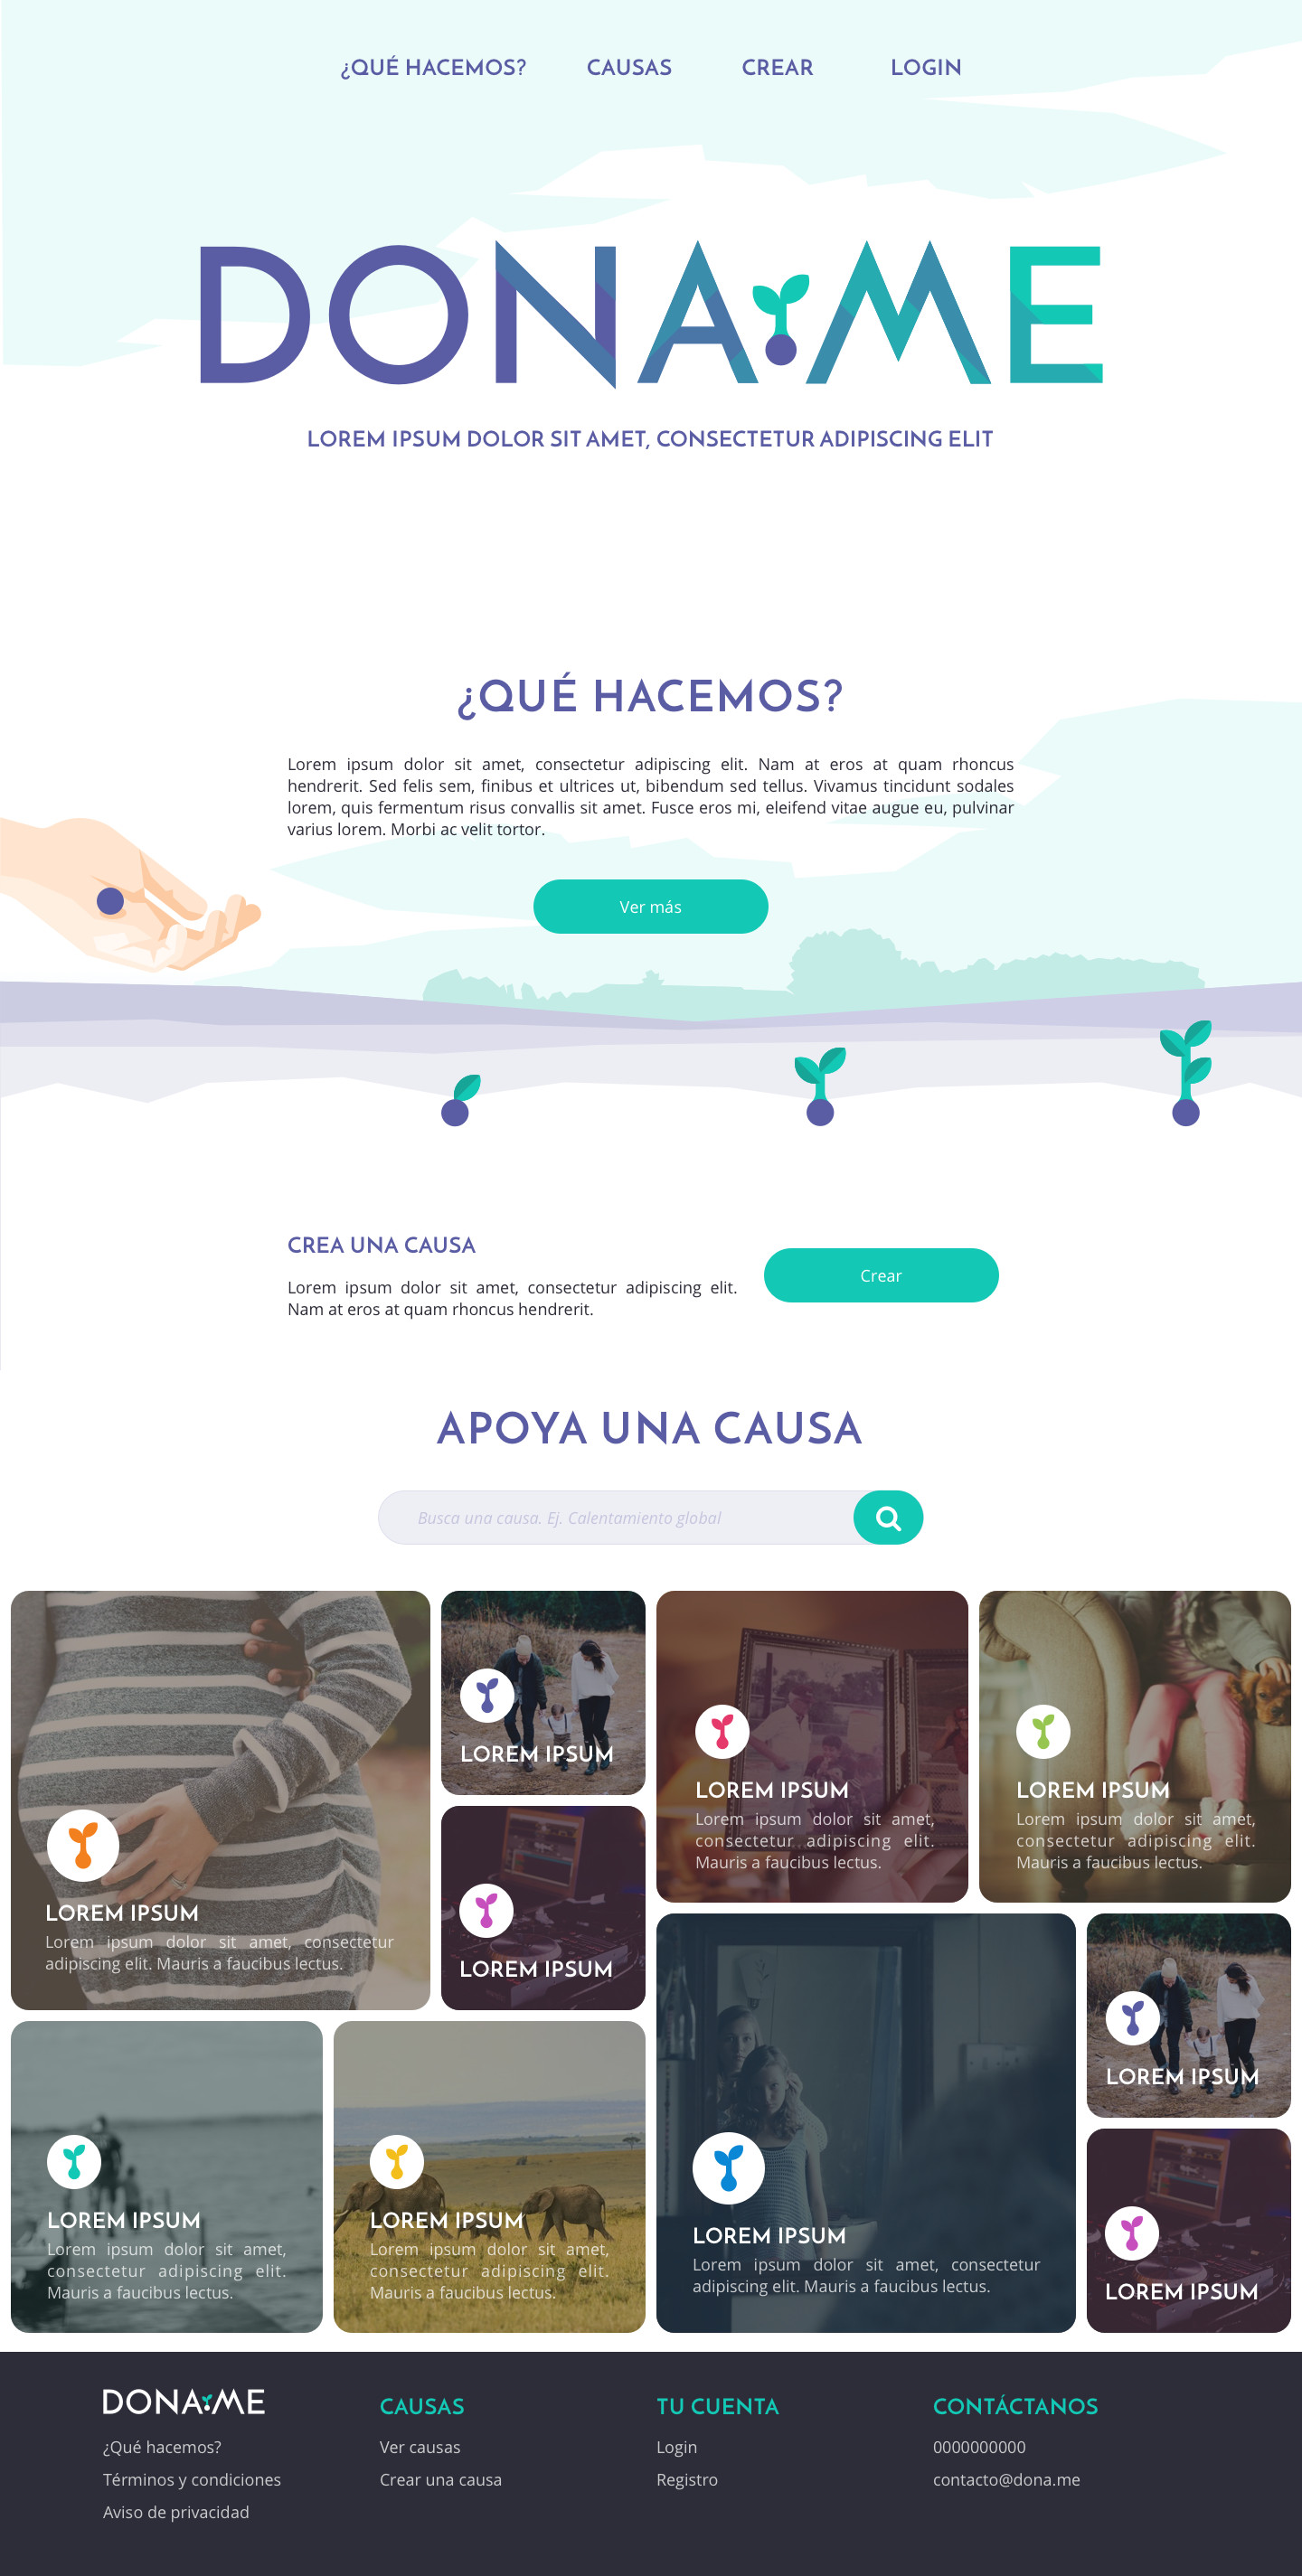 ¿QUÉ HACEMOS? CAUSAS CREAR LOGIN
DONA.ME
LOREM IPSUM DOLOR SIT AMET, CONSECTETUR ADIPISCING ELIT
¿QUÉ HACEMOS?
Lorem ipsum dolor sit amet, consectetur adipiscing elit. Nam at eros at quam rhoncus
hendrerit. Sed felis sem, finibus et ultrices ut, bibendum sed tellus. Vivamus tincidunt sodales
lorem, quis fermentum risus convallis sit amet. Fusce eros mi, eleifend vitae augue eu, pulvinar
varius lorem. Morbi ac velit tortor.
Ver más
CREA UNA CAUSA
Lorem ipsum dolor sit amet, consectetur adipiscing elit.
Nam at eros at quam rhoncus hendrerit.
Crear
APOYA UNA CAUSA
Busca una causa. Ej. Calentamiento global
LOREM IPSUM
Lorem ipsum dolor sit amet, consectetur
adipiscing elit. Mauris a faucibus lectus.
LOREM IPSUM
LOREM IPSUM
LOREM IPSUM
Lorem ipsum dolor sit amet,
consectetur adipiscing elit.
Mauris a faucibus lectus.
LOREM IPSUM
Lorem ipsum dolor sit amet,
consectetur adipiscing elit.
Mauris a faucibus lectus.
LOREM IPSUM
Lorem ipsum dolor sit amet,
consectetur adipiscing elit.
Mauris a faucibus lectus.
LOREM IPSUM
Lorem ipsum dolor sit amet,
consectetur adipiscing elit.
Mauris a faucibus lectus.
LOREM IPSUM
Lorem ipsum dolor sit amet, consectetur
adipiscing elit. Mauris a faucibus lectus.
LOREM IPSUM
LOREM IPSUM
DONA.ME
¿Qué hacemos?
Términos y condiciones
Aviso de privacidad
CAUSAS
Ver causas
Crear una causa
TU CUENTA
Login
Registro
CONTÁCTANOS
0000000000
contacto@dona.me